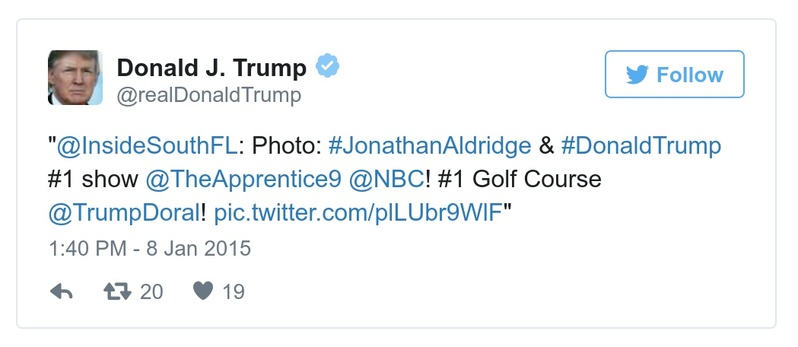 Donald J. Trump
@realDonaldTrump
Follow
"@InsideSouthFL: Photo: #JonathanAldridge & #DonaldTrump
#1 show @TheApprentice9 @NBC! #1 Golf Course
@TrumpDoral! pic.twitter.com/pILUbr9WlF"
1:40 PM - 8 Jan 2015
20 19